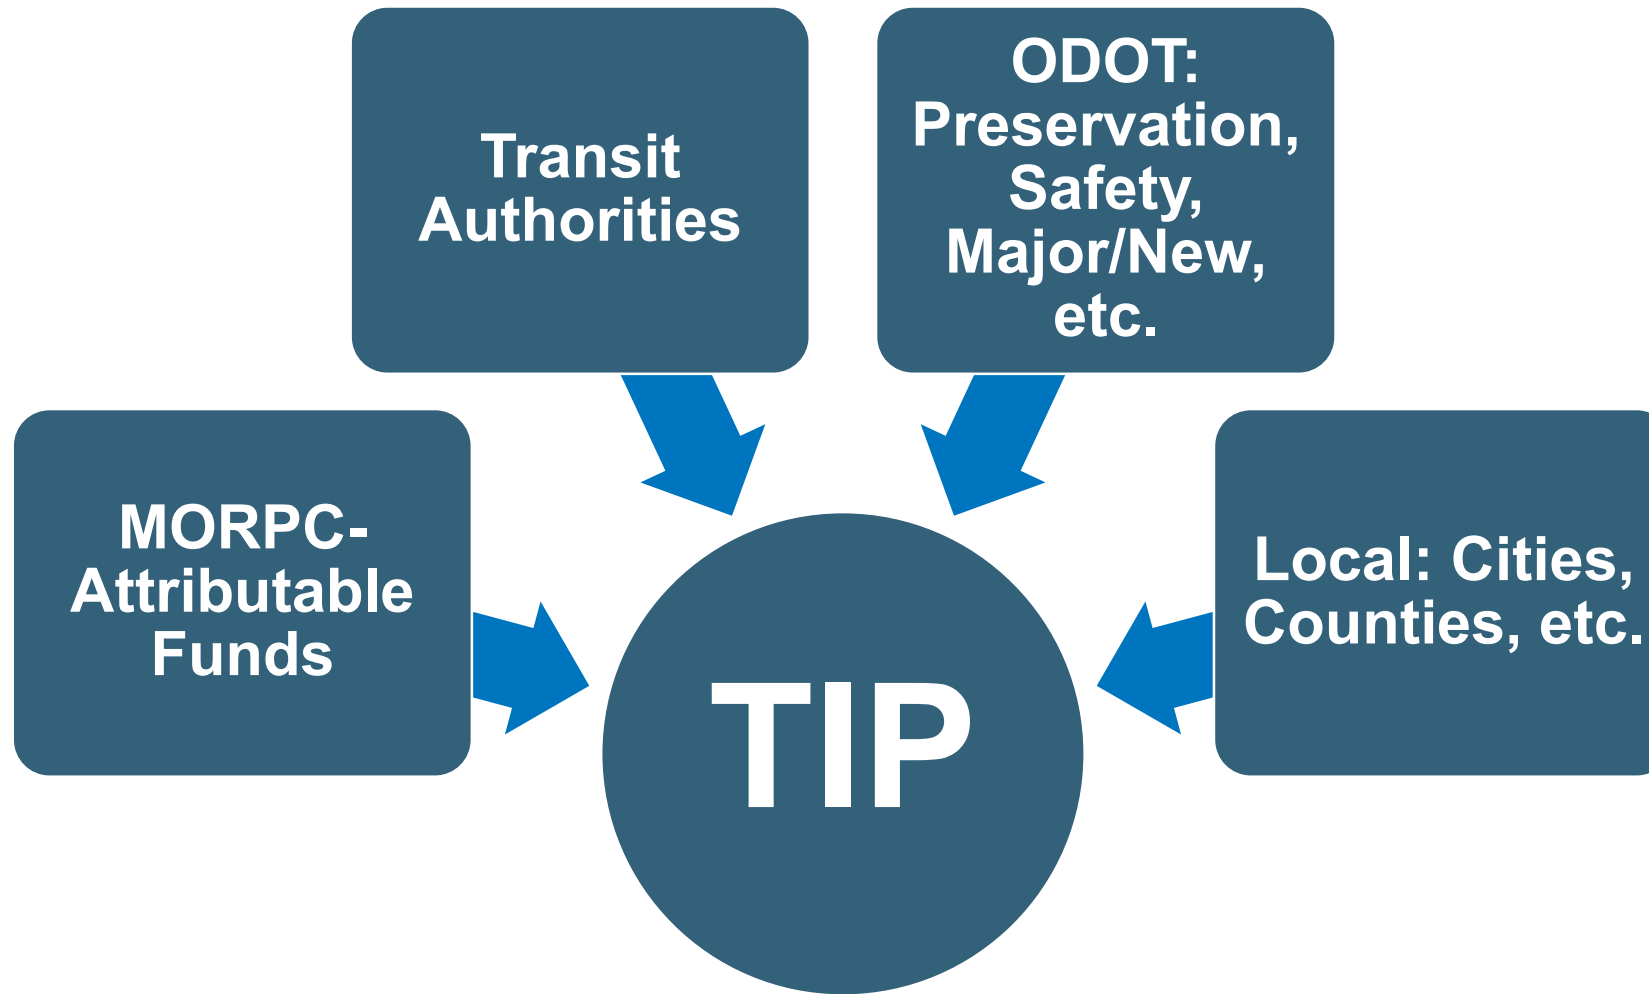 Transit
Authorities
ODOT:
Preservation,
Safety,
Major/New,
etc.
MORPC-
Attributable
Funds
Local: Cities,
Counties, etc.
TIP